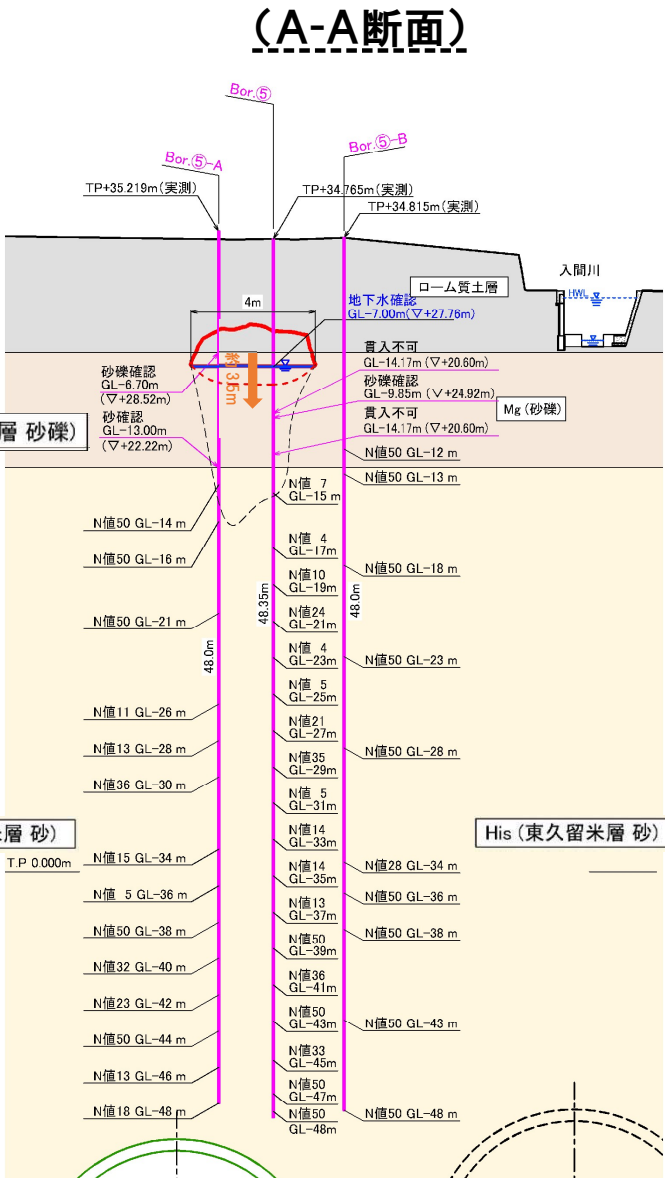 （A-A断面）
Bor.⑤
Bor.⑤-A
Bor.⑤-B
TP+35.219m(実測)
TP+34.765m(実測)
TP+34.815m(実測)
入間川
HWL
ローム質土層
4m
地下水確認
GL-7.00m(▽+27.76m)
約3.5m
砂礫確認
GL-6.70m
(▽+28.52m)
砂確認
GL-13.00m
(▽+22.22m)
貫入不可
GL-14.17m(▽+20.60m)
砂礫確認
GL-9.85m(▽+24.92m)
貫入不可
GL-14.17m(▽+20.60m)
Mg(砂礫)
層 砂礫)
N値50 GL-14 m
N値50 GL-16 m
N値50 GL-21 m
48.0m
N値11 GL-26 m
N値13 GL-28 m
N値36 GL-30 m
N値15 GL-34 m
N値 5 GL-36 m
N値50 GL-38 m
N値32 GL-40 m
N値23 GL-42 m
N値50 GL-44 m
N値13 GL-46 m
N値18 GL-48 m
N値 7
GL-15 m
N値 4
GL-17m
N値10
GL-19m
48.35m
N値24
GL-21m
N値 4
GL-23m
N値 5
GL-25m
N値21
GL-27m
N値35
GL-29m
N値 5
GL-31m
N値14
GL-33m
N値14
GL-35m
N値13
GL-37m
N値50
GL-39m
N値36
GL-41m
N値50
GL-43m
N値33
GL-45m
N値50
GL-47m
N値50
GL-48m
N値50 GL-12 m
N値50 GL-13 m
N値50 GL-18 m
48.0m
N値50 GL-23 m
N値50 GL-28 m
N値28 GL-34 m
N値50 GL-36 m
N値50 GL-38 m
N値50 GL-43 m
N値50 GL-48 m
層 砂)
T.P 0.000m
His (東久留米層 砂)